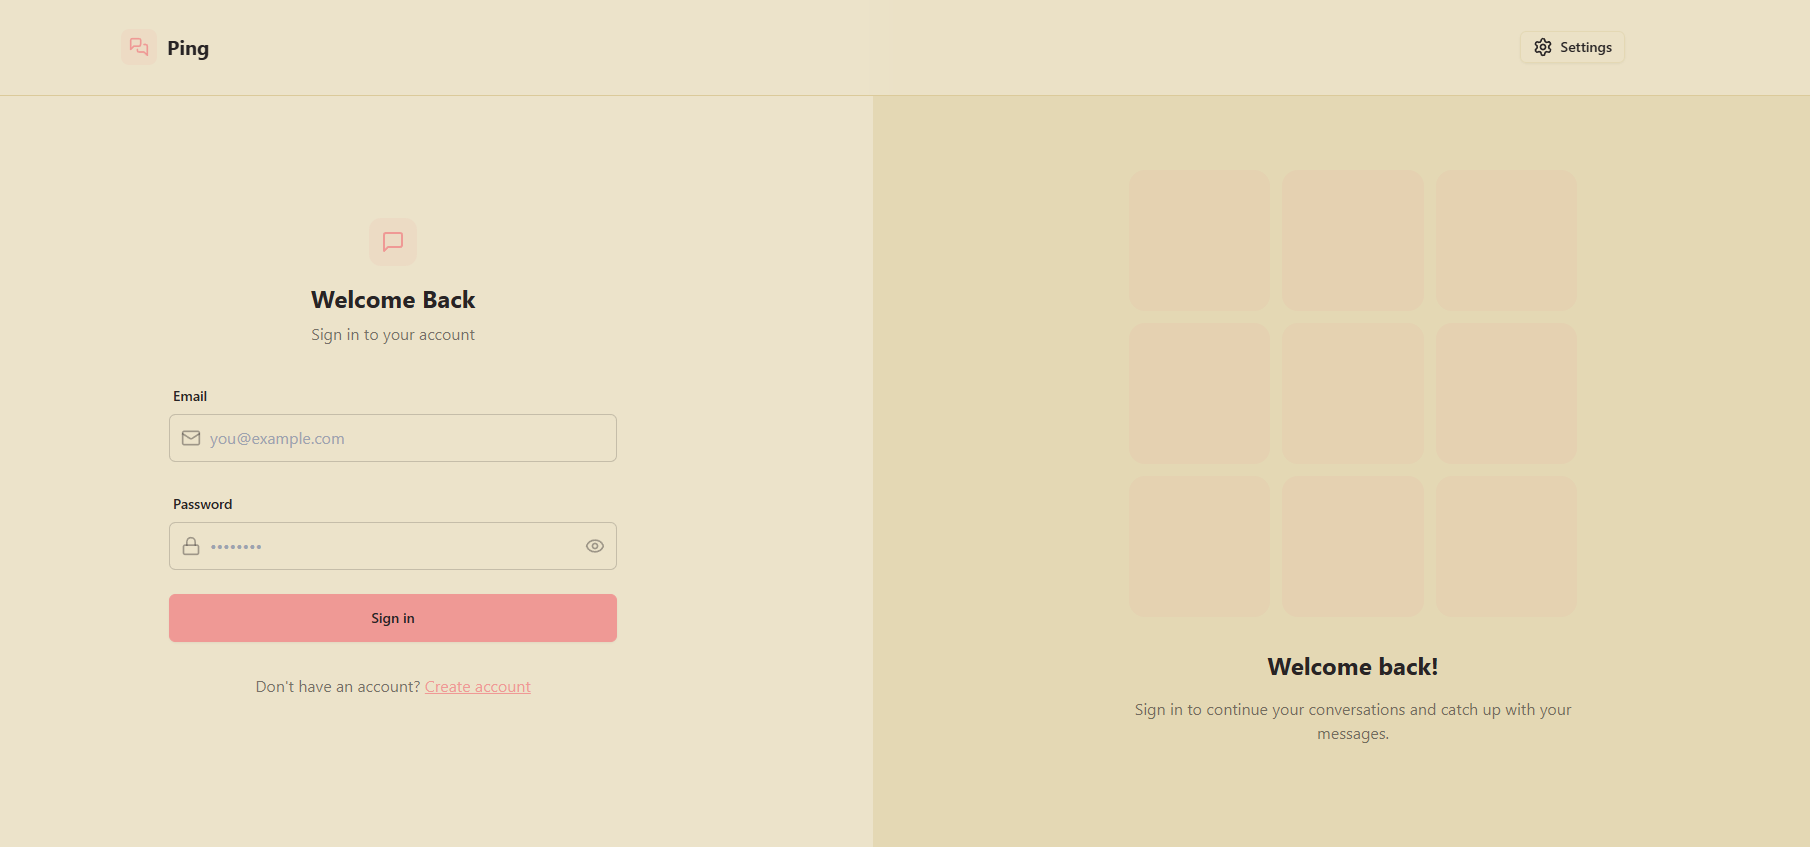 Ping
Settings
Welcome Back
Sign in to your account
Email
you@example.com
Password
••••••••
Sign in
Don't have an account? Create account
Welcome back!
Sign in to continue your conversations and catch up with your
messages.